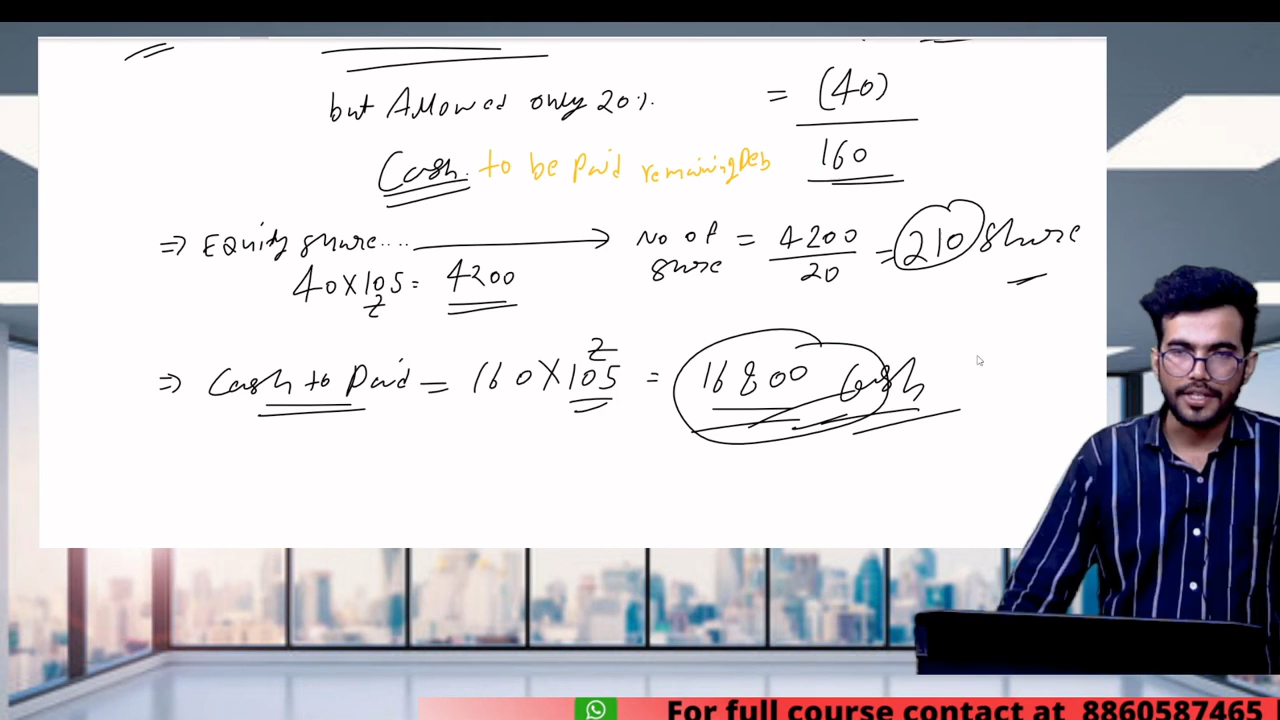 but Allowed only 20%. = (40)
Cash to be paid remaining Deb 160
⇒ Equity share.... → No of share = 4200/20 = 210 share
40 X 105 = 4200
⇒ Cash to Paid = 160 X 105 = 16800 Cash
For full course contact at 8860587465